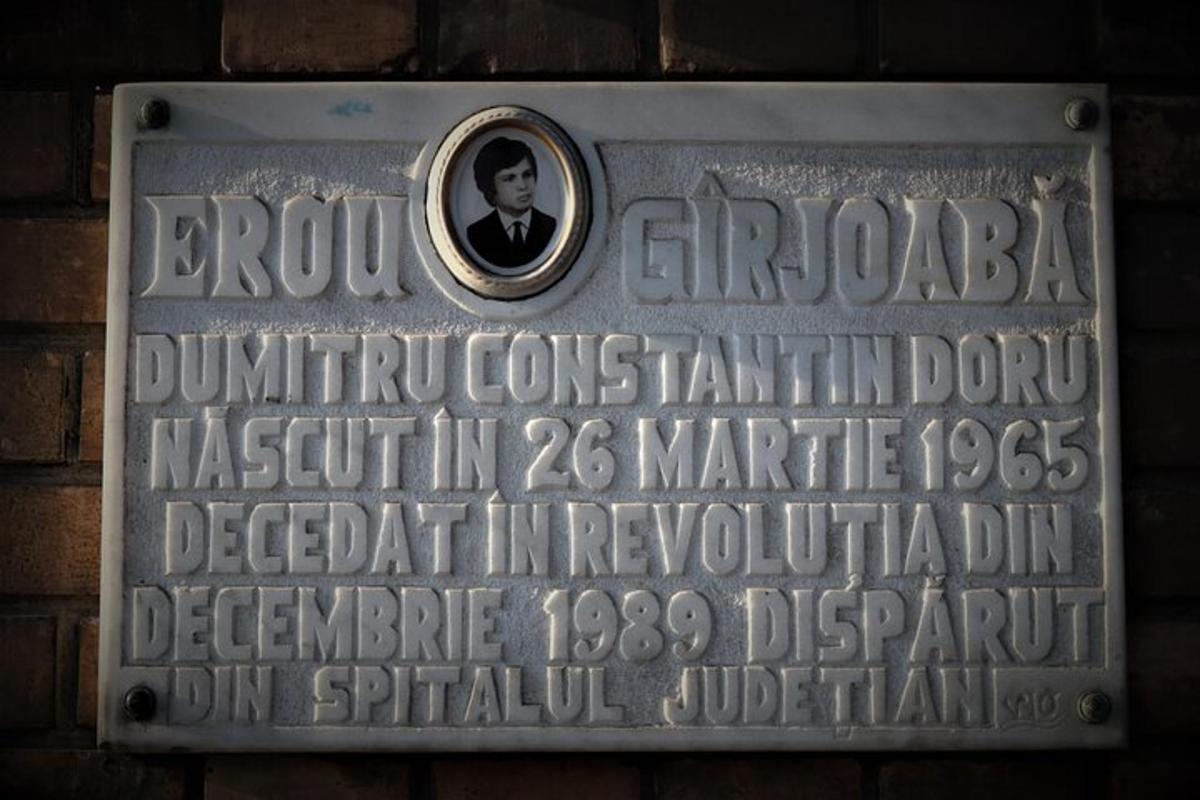 EROU GÎRJOABĂ
DUMITRU CONSTANTIN DORU
NĂSCUT ÎN 26 MARTIE 1965
DECEDAT ÎN REVOLUȚIA DIN
DECEMBRIE 1989 DISPĂRUT
DIN SPITALUL JUDEȚIAN